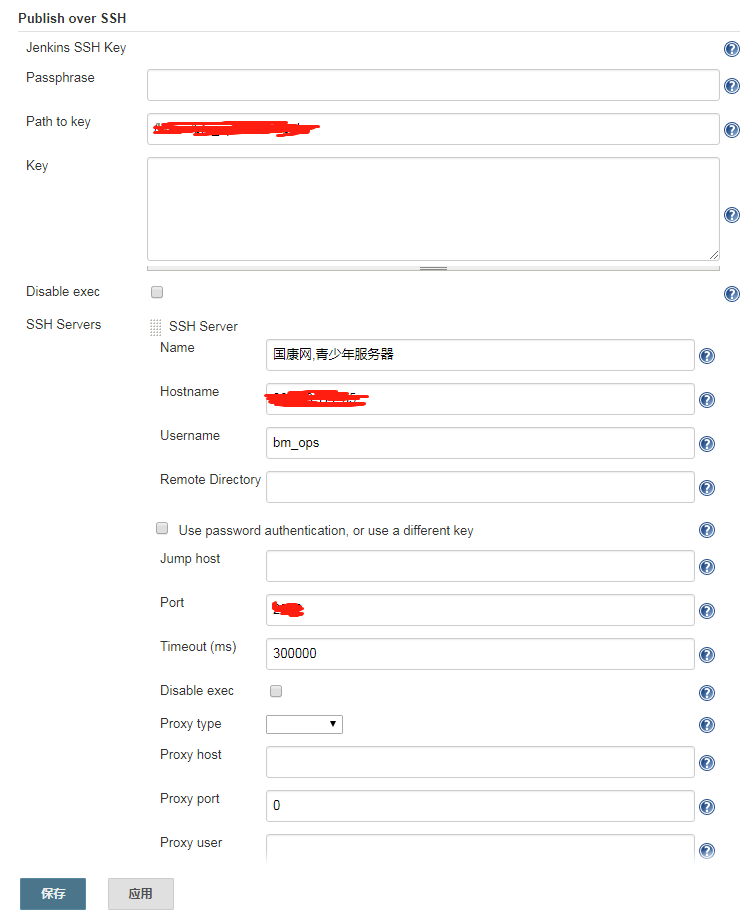 Publish over SSH
Jenkins SSH Key
Passphrase
Path to key
Key
Disable exec
SSH Servers
SSH Server
Name
国康网,青少年服务器
Hostname
Username
bm_ops
Remote Directory
Use password authentication, or use a different key
Jump host
Port
Timeout (ms)
300000
Disable exec
Proxy type
Proxy host
Proxy port
0
Proxy user
保存
应用